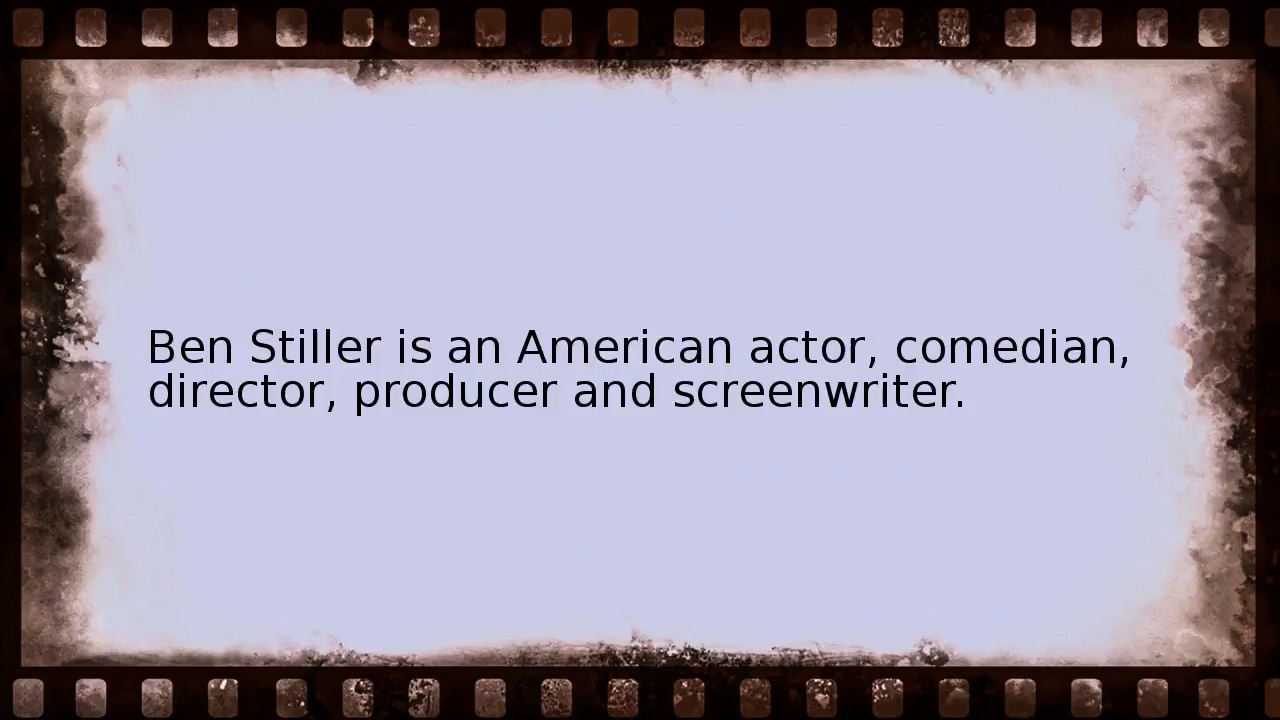 Ben Stiller is an American actor, comedian,
director, producer and screenwriter.